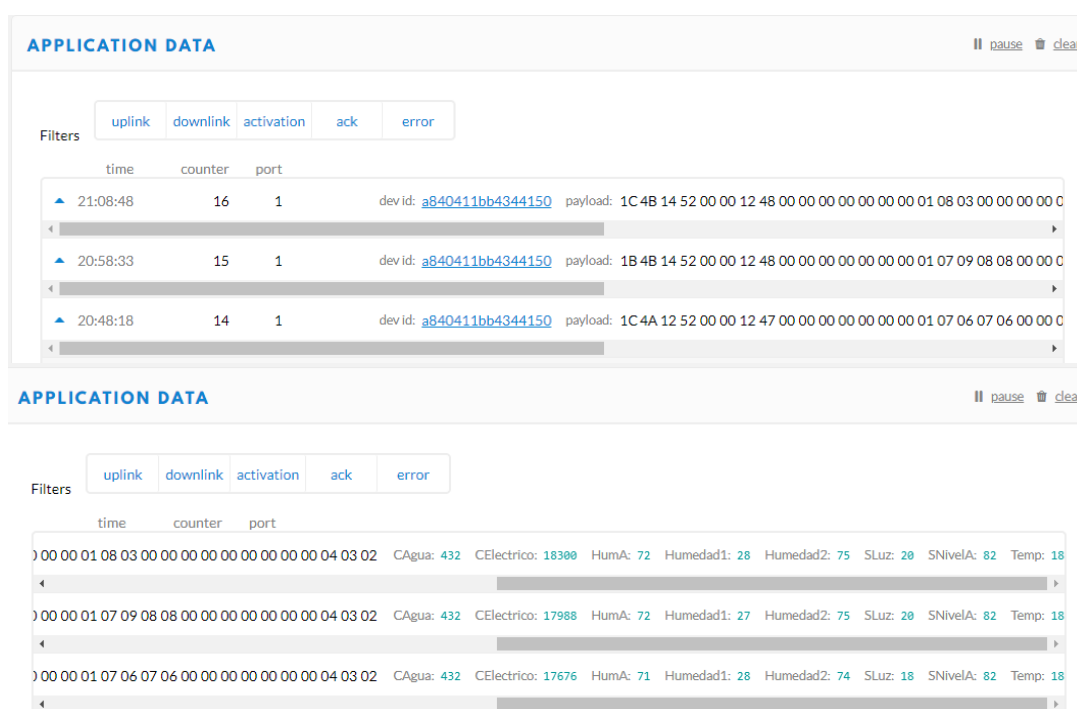 APPLICATION DATA
pause clea
Filters uplink downlink activation ack error
time counter port
21:08:48 16 1 dev id: a840411bb4344150 payload: 1C 4B 14 52 00 00 12 48 00 00 00 00 00 00 00 01 08 03 00 00 00 00 0
20:58:33 15 1 dev id: a840411bb4344150 payload: 1B 4B 14 52 00 00 12 48 00 00 00 00 00 00 00 01 07 09 08 08 00 00 0
20:48:18 14 1 dev id: a840411bb4344150 payload: 1C 4A 12 52 00 00 12 47 00 00 00 00 00 00 00 01 07 06 07 06 00 00 0
APPLICATION DATA
pause clea
Filters uplink downlink activation ack error
time counter port
0 00 00 01 08 03 00 00 00 00 00 00 00 00 00 04 03 02 CAgua: 432 CElectrico: 18300 HumA: 72 Humedad1: 28 Humedad2: 75 SLuz: 20 SNivelA: 82 Temp: 18
0 00 00 01 07 09 08 08 00 00 00 00 00 00 00 04 03 02 CAgua: 432 CElectrico: 17988 HumA: 72 Humedad1: 27 Humedad2: 75 SLuz: 20 SNivelA: 82 Temp: 18
0 00 00 01 07 06 07 06 00 00 00 00 00 00 00 04 03 02 CAgua: 432 CElectrico: 17676 HumA: 71 Humedad1: 28 Humedad2: 74 SLuz: 18 SNivelA: 82 Temp: 18